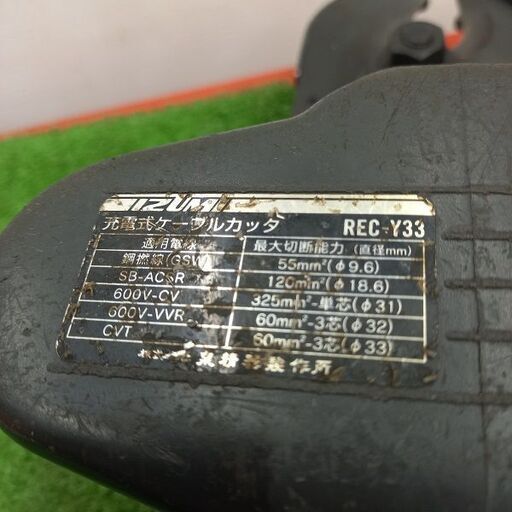 IZUMI
充電式ケーブルカッタ REC-Y33
適用電線 最大切断能力(直径mm)
鋼撚線(GSW) 55mm²(φ9.6)
SB-ACSR 120mm²(φ18.6)
600V-CV 325mm²-単芯(φ31)
600V-VVR 60mm²-3芯(φ32)
CVT 60mm²-3芯(φ33)
製作所